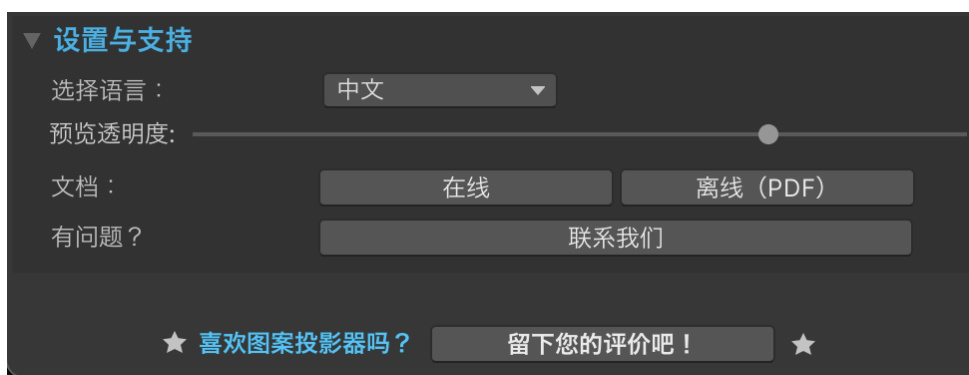 设置与支持
选择语言： 中文
预览透明度:
文档： 在线 离线（PDF）
有问题？ 联系我们
喜欢图案投影器吗？ 留下您的评价吧！